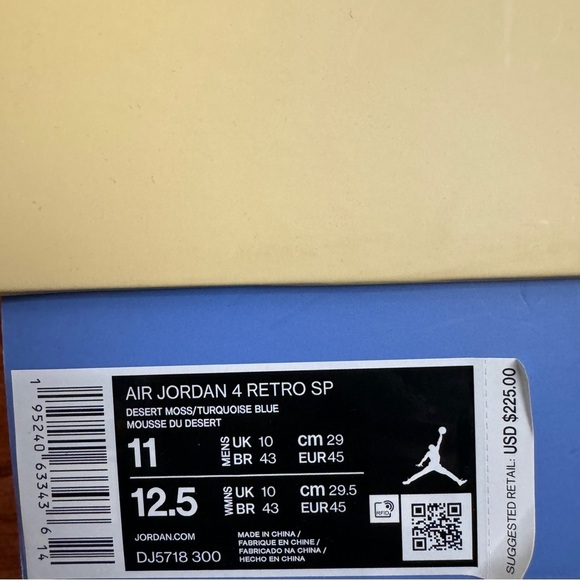 AIR JORDAN 4 RETRO SP
DESERT MOSS/TURQUOISE BLUE
MOUSSE DU DESERT
11 MENS UK 10 cm 29
BR 43 EUR45
12.5 WMNS UK 10 cm 29.5
BR 43 EUR45
RFID
JORDAN.COM
DJ5718 300
MADE IN CHINA /
FABRIQUE EN CHINE /
FABRICADO NA CHINA /
HECHO EN CHINA
1 95240 63343 6 14
SUGGESTED RETAIL: USD $225.00